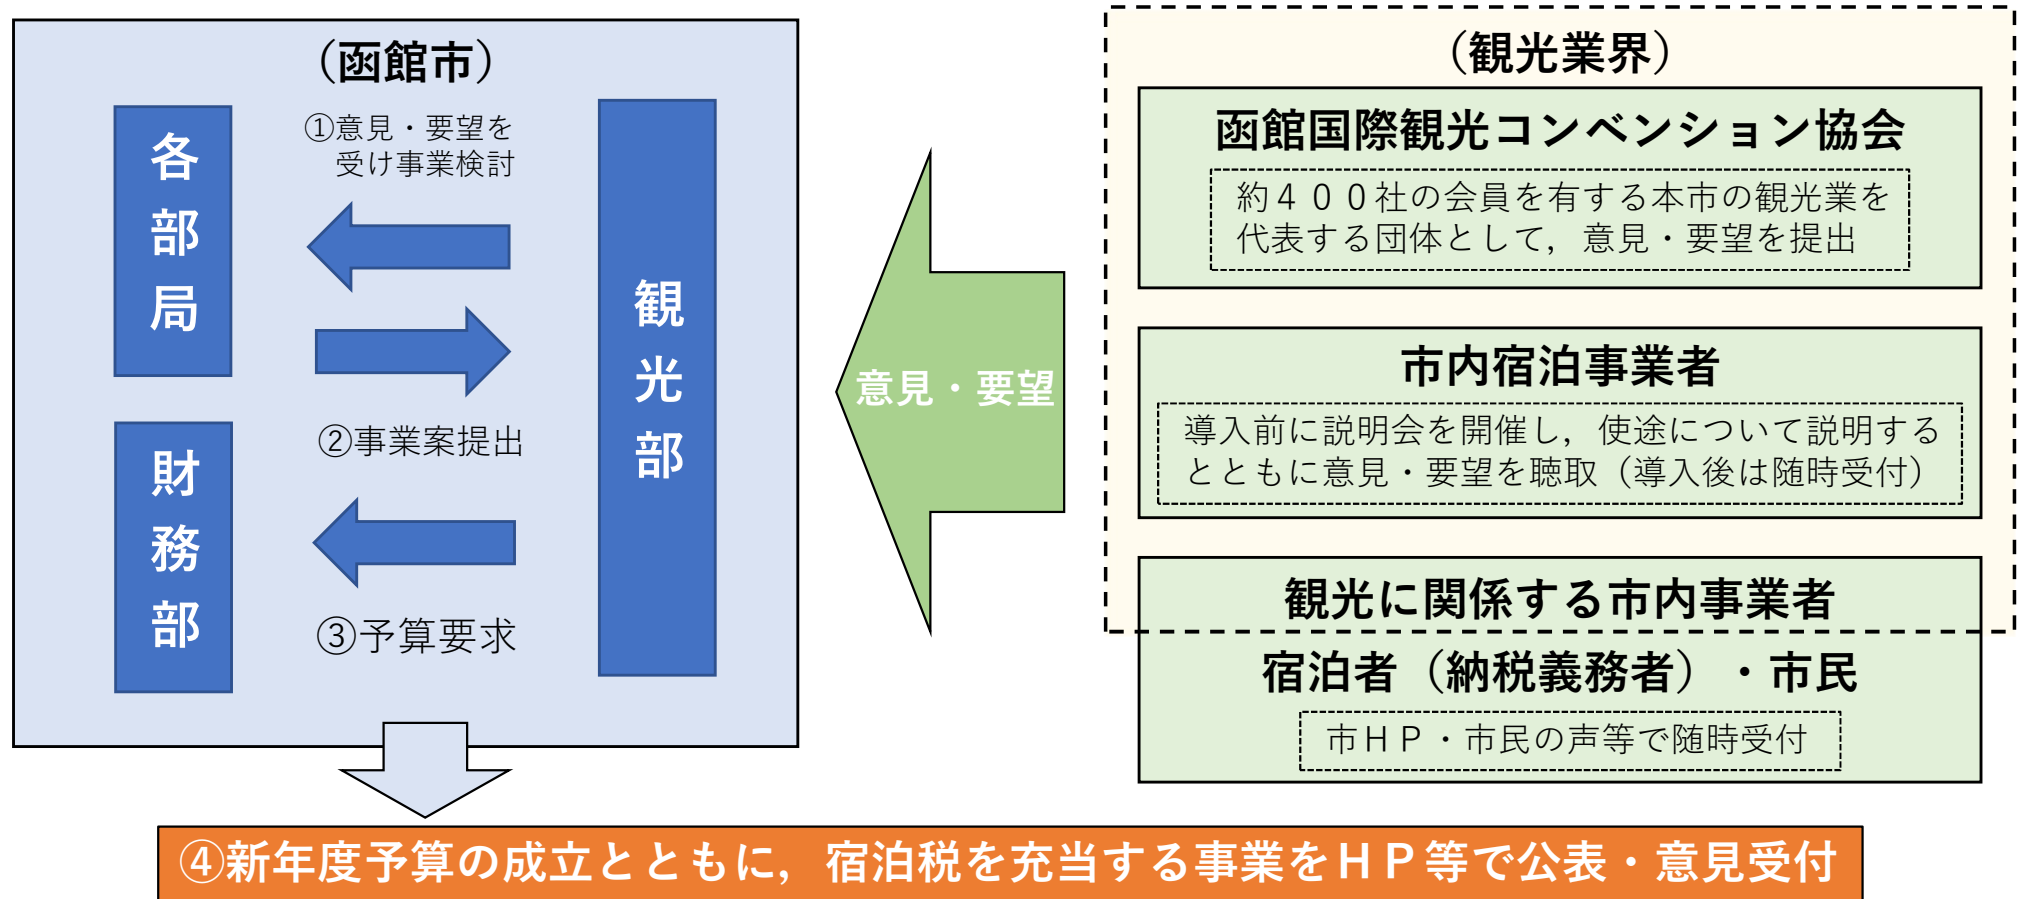 （函館市）
各部局
①意見・要望を
受け事業検討
②事業案提出
財務部
③予算要求
観光部
意見・要望
（観光業界）
函館国際観光コンベンション協会
約４００社の会員を有する本市の観光業を
代表する団体として，意見・要望を提出
市内宿泊事業者
導入前に説明会を開催し，使途について説明する
とともに意見・要望を聴取（導入後は随時受付）
観光に関係する市内事業者
宿泊者（納税義務者）・市民
市ＨＰ・市民の声等で随時受付
④新年度予算の成立とともに，宿泊税を充当する事業をＨＰ等で公表・意見受付